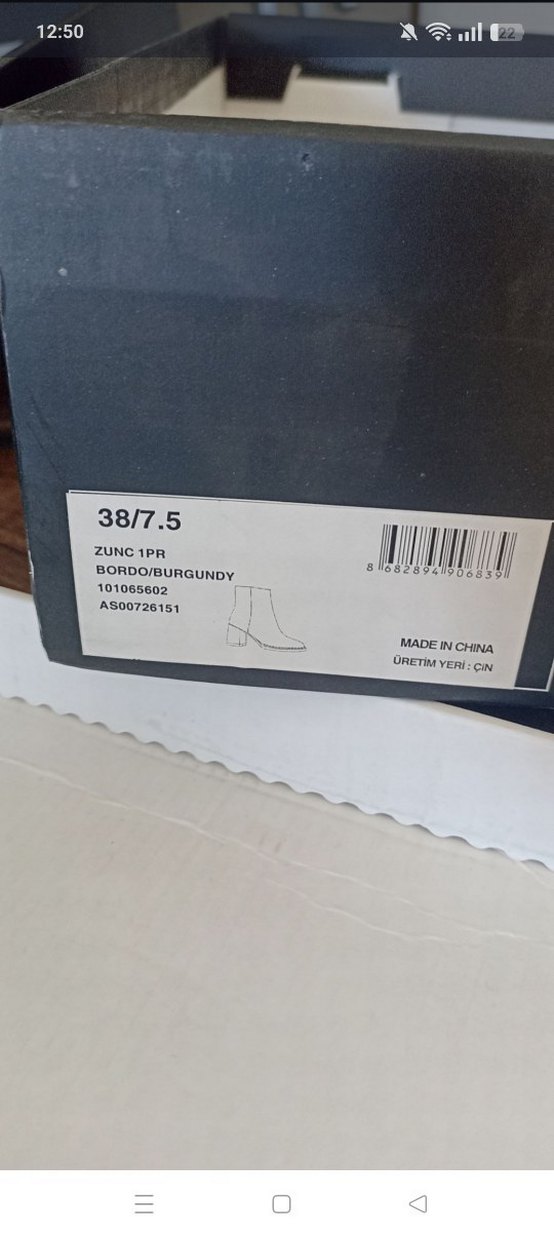 12:50
22
38/7.5
ZUNC 1PR
BORDO/BURGUNDY
101065602
AS00726151
8 682894 906839
MADE IN CHINA
ÜRETİM YERİ : ÇİN